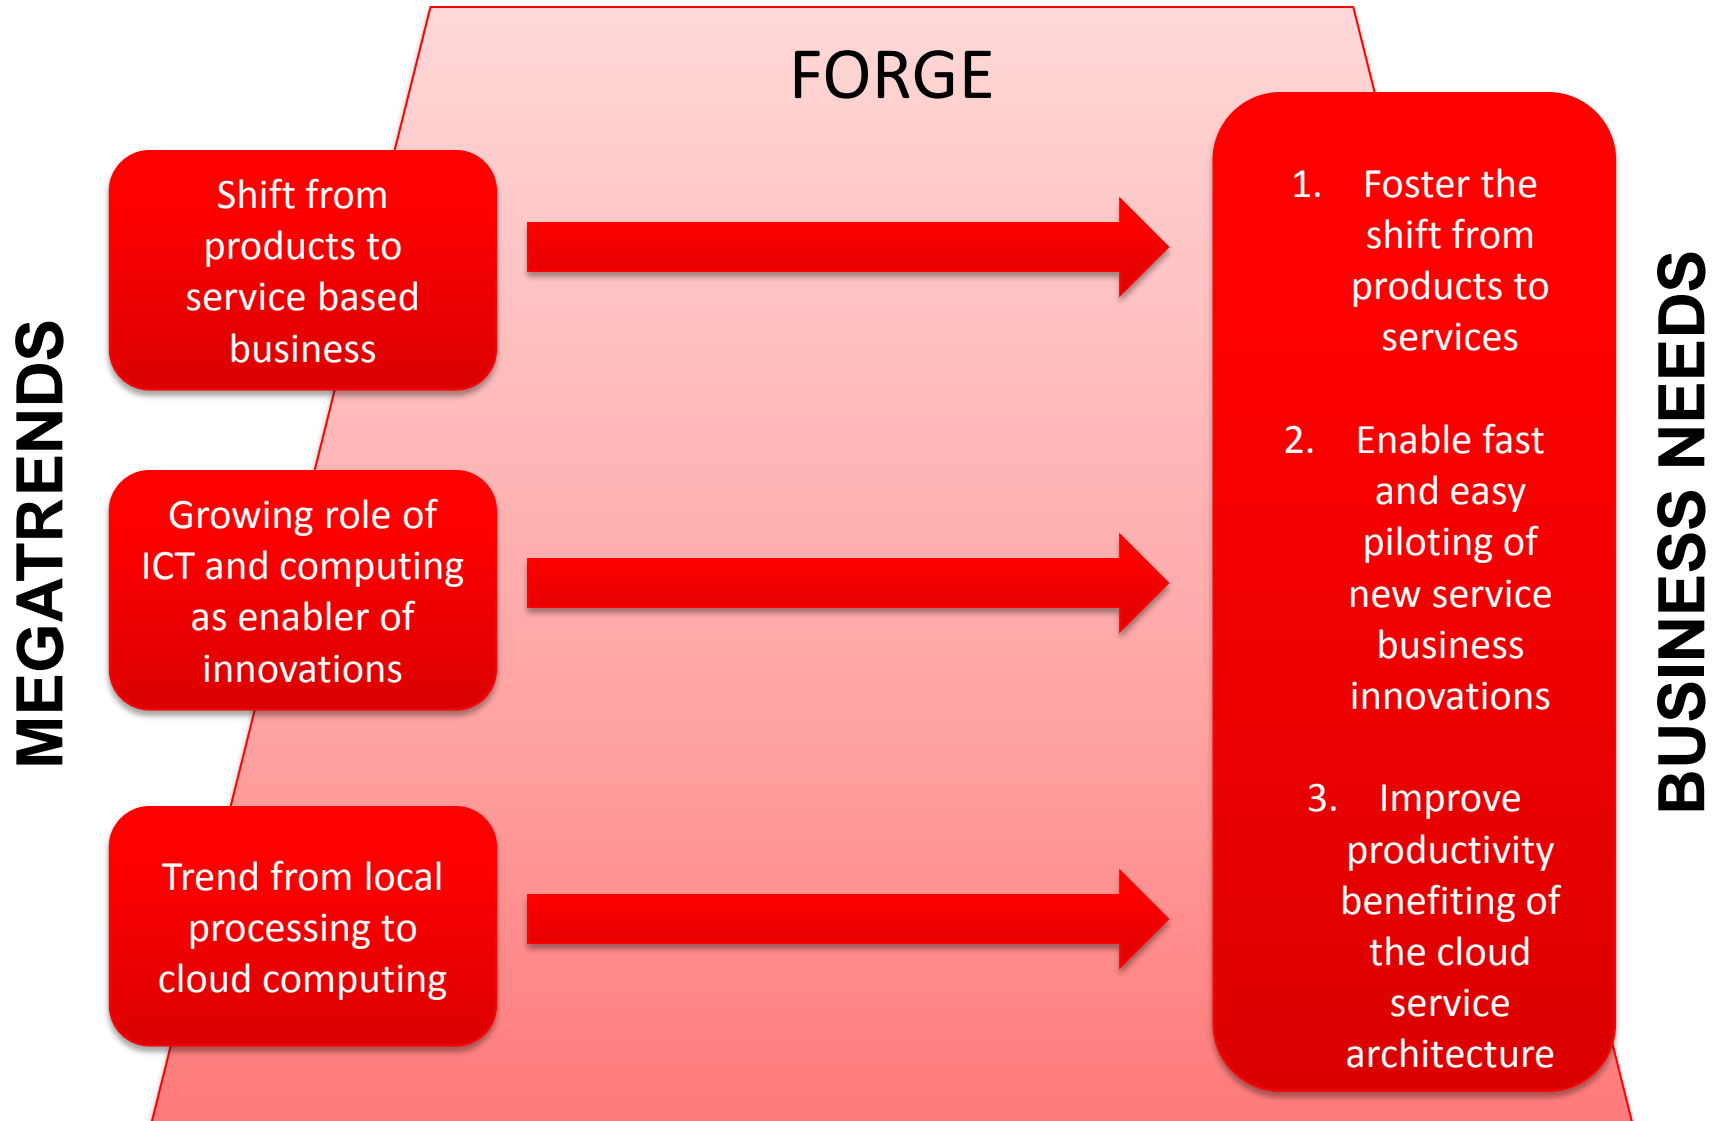 FORGE
MEGATRENDS
Shift from
products to
service based
business
Growing role of
ICT and computing
as enabler of
innovations
Trend from local
processing to
cloud computing
1. Foster the
shift from
products to
services
2. Enable fast
and easy
piloting of
new service
business
innovations
3. Improve
productivity
benefiting of
the cloud
service
architecture
BUSINESS NEEDS